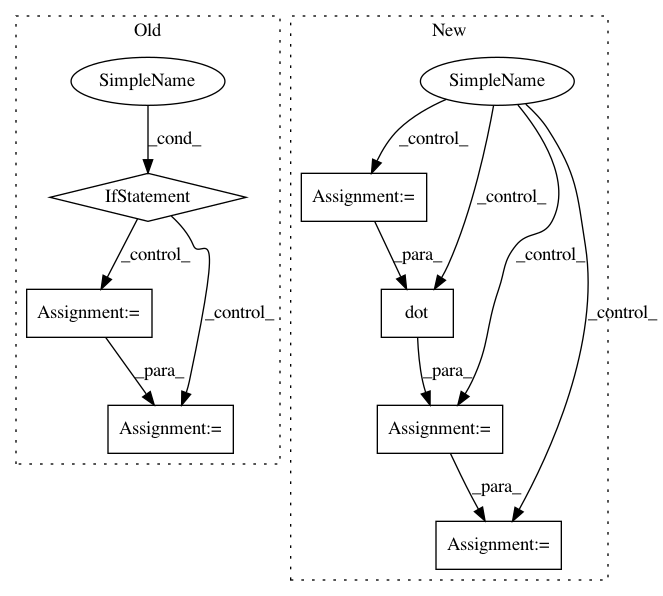 Old
New
SimpleName
SimpleName
_cond_
_control_
IfStatement
Assignment:=
_control_
_control_
_para_
_control_
_control_
Assignment:=
_control_
dot
_para_
_para_
Assignment:=
Assignment:=
_para_
Assignment:=